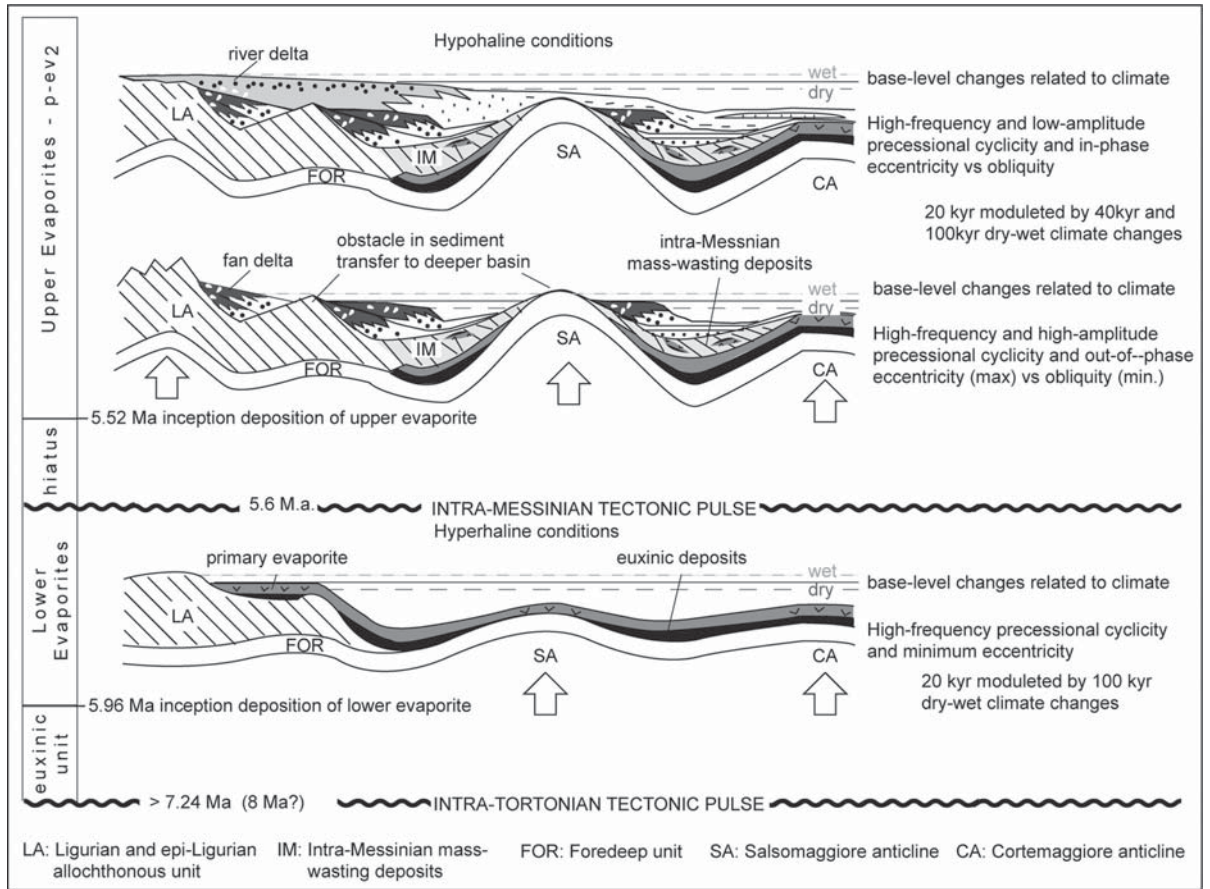 Upper Evaporites - p-ev2
Hypohaline conditions
river delta
wet
dry
base-level changes related to climate
LA
IM
FOR
SA
CA
High-frequency and low-amplitude
precessional cyclicity and in-phase
eccentricity vs obliquity
20 kyr moduleted by 40kyr and
100kyr dry-wet climate changes
obstacle in sediment
transfer to deeper basin
intra-Messnian
mass-wasting deposits
fan delta
wet
dry
base-level changes related to climate
LA
IM
FOR
SA
CA
High-frequency and high-amplitude
precessional cyclicity and out-of--phase
eccentricity (max) vs obliquity (min.)
5.52 Ma inception deposition of upper evaporite
hiatus
5.6 M.a.
INTRA-MESSINIAN TECTONIC PULSE
Lower
Evaporites
Hyperhaline conditions
primary evaporite
euxinic deposits
wet
dry
base-level changes related to climate
LA
FOR
SA
CA
High-frequency precessional cyclicity
and minimum eccentricity
20 kyr moduleted by 100 kyr
dry-wet climate changes
5.96 Ma inception deposition of lower evaporite
euxinic
unit
> 7.24 Ma (8 Ma?)
INTRA-TORTONIAN TECTONIC PULSE
LA: Ligurian and epi-Ligurian
allochthonous unit
IM: Intra-Messinian mass-
wasting deposits
FOR: Foredeep unit
SA: Salsomaggiore anticline
CA: Cortemaggiore anticline